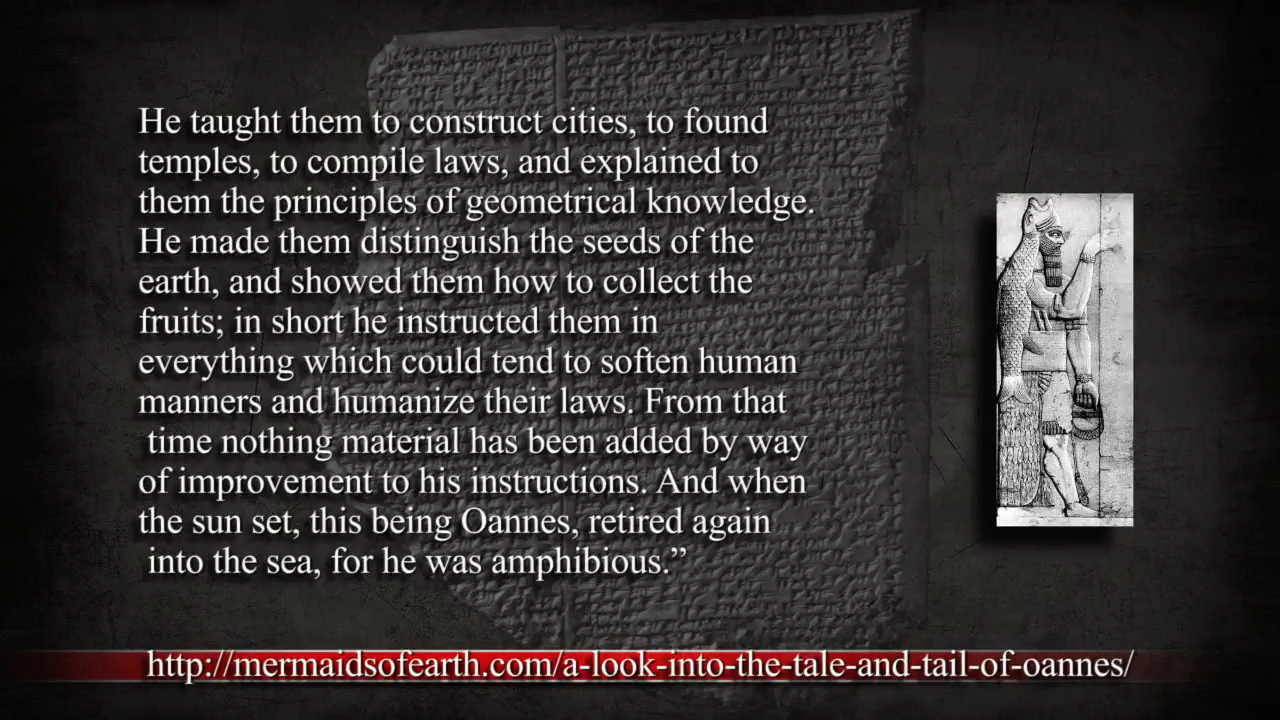 He taught them to construct cities, to found
temples, to compile laws, and explained to
them the principles of geometrical knowledge.
He made them distinguish the seeds of the
earth, and showed them how to collect the
fruits; in short he instructed them in
everything which could tend to soften human
manners and humanize their laws. From that
time nothing material has been added by way
of improvement to his instructions. And when
the sun set, this being Oannes, retired again
into the sea, for he was amphibious.”
http://mermaidsofearth.com/a-look-into-the-tale-and-tail-of-oannes/